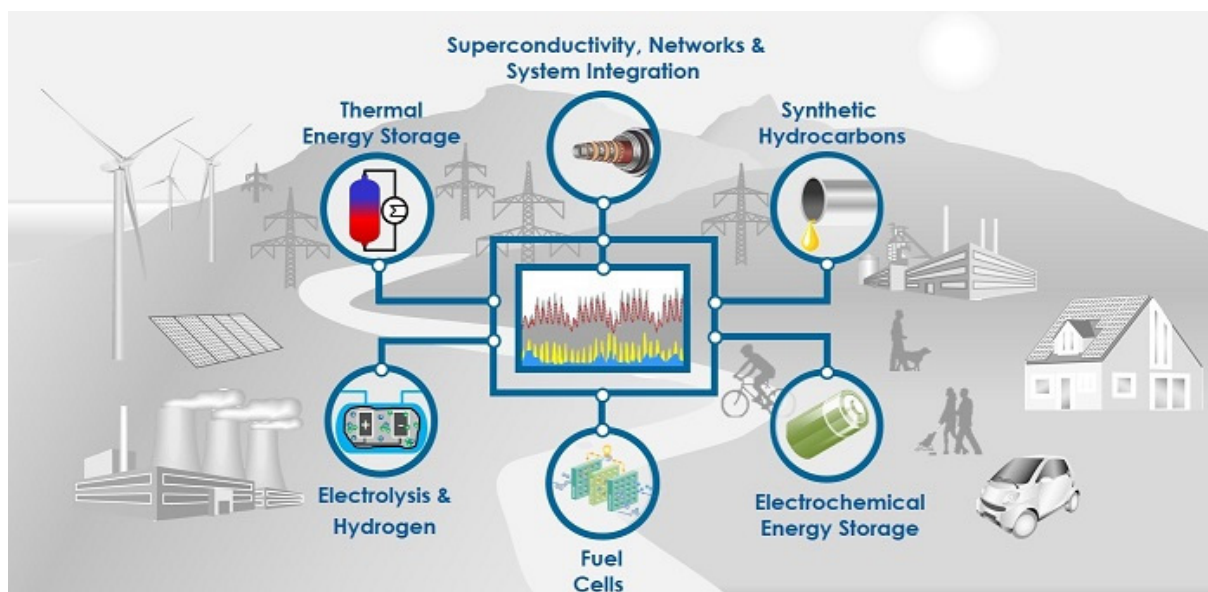 Superconductivity, Networks &
System Integration
Thermal
Energy Storage
Synthetic
Hydrocarbons
Electrolysis &
Hydrogen
Fuel
Cells
Electrochemical
Energy Storage
Σ
+
-